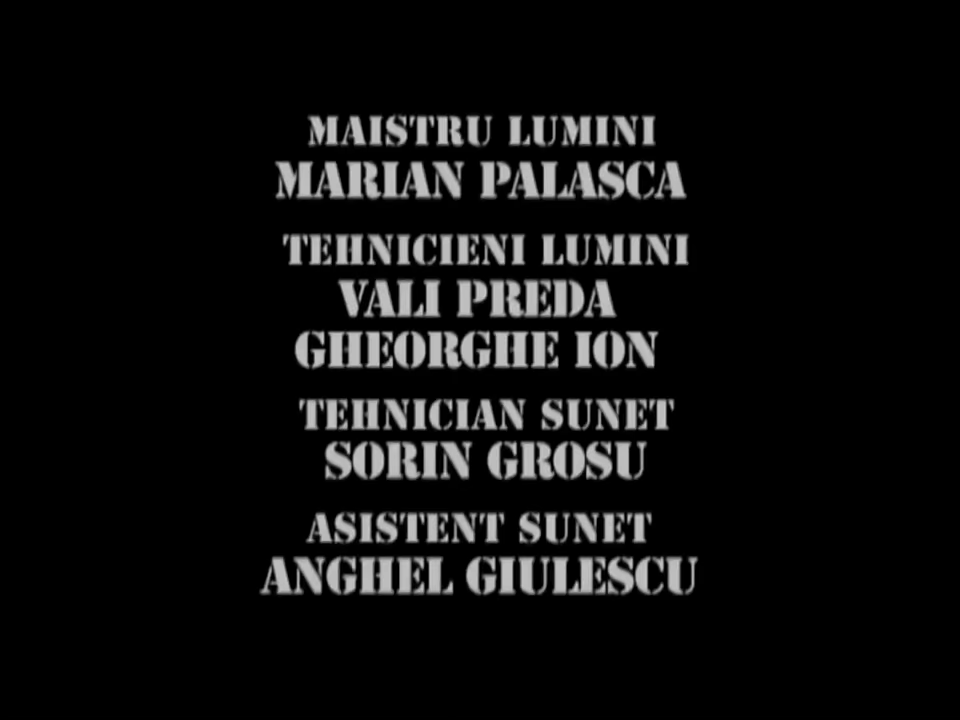 MAISTRU LUMINI
MARIAN PALASCA
TEHNICIENI LUMINI
VALI PREDA
GHEORGHE ION
TEHNICIAN SUNET
SORIN GROSU
ASISTENT SUNET
ANGHEL GIULESCU